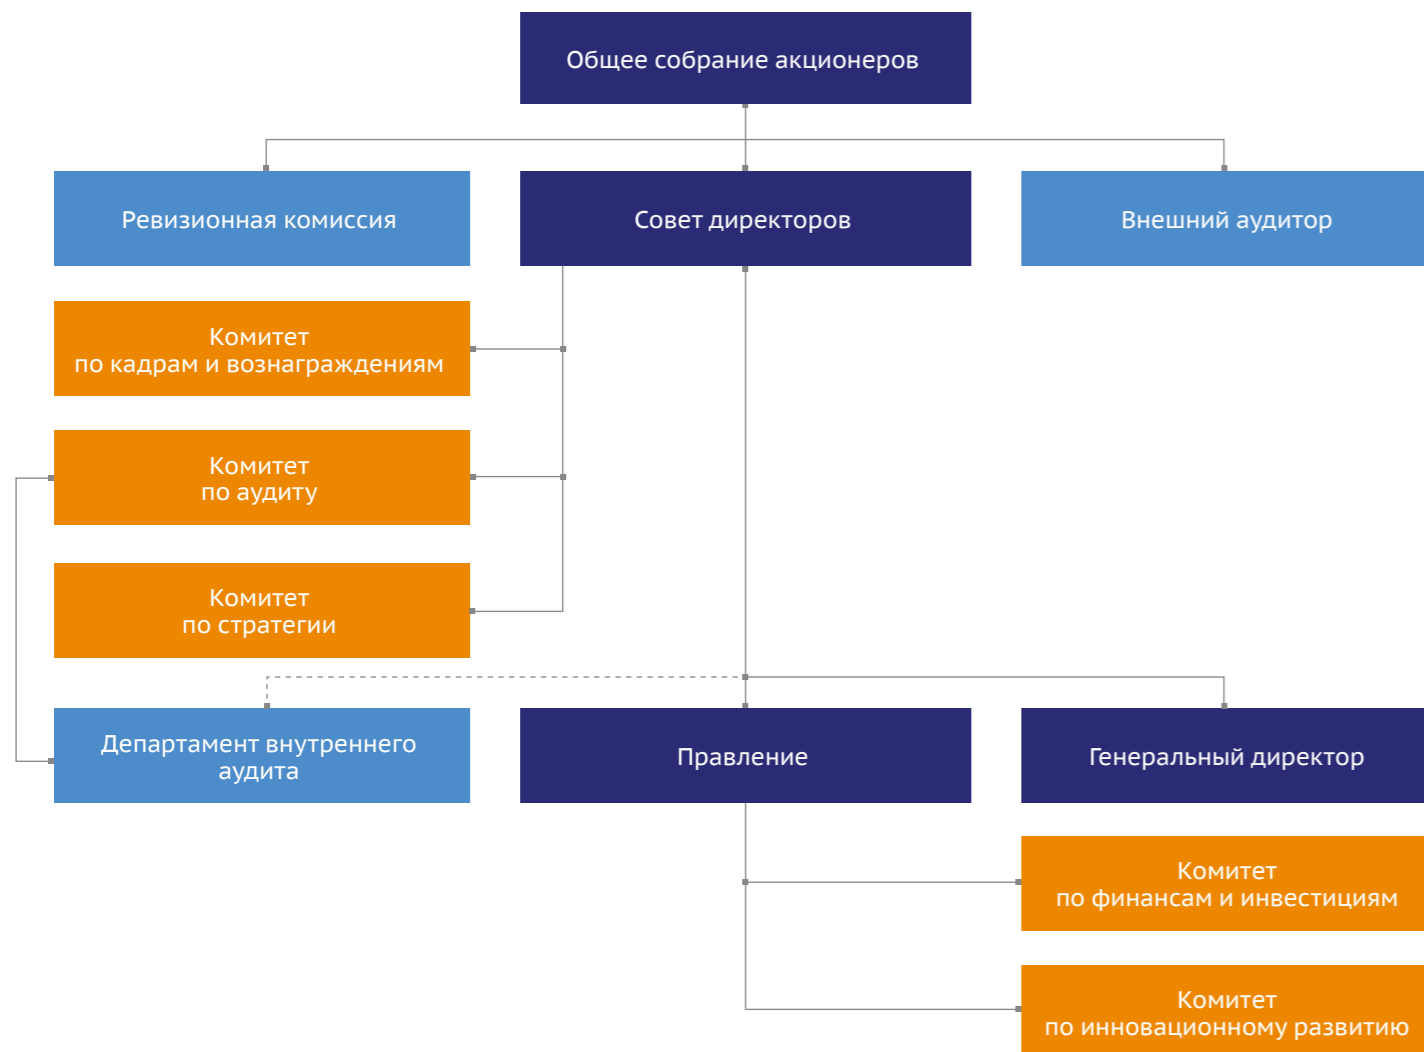 Общее собрание акционеров
Ревизионная комиссия
Совет директоров
Внешний аудитор
Комитет
по кадрам и вознаграждениям
Комитет
по аудиту
Комитет
по стратегии
Департамент внутреннего
аудита
Правление
Генеральный директор
Комитет
по финансам и инвестициям
Комитет
по инновационному развитию